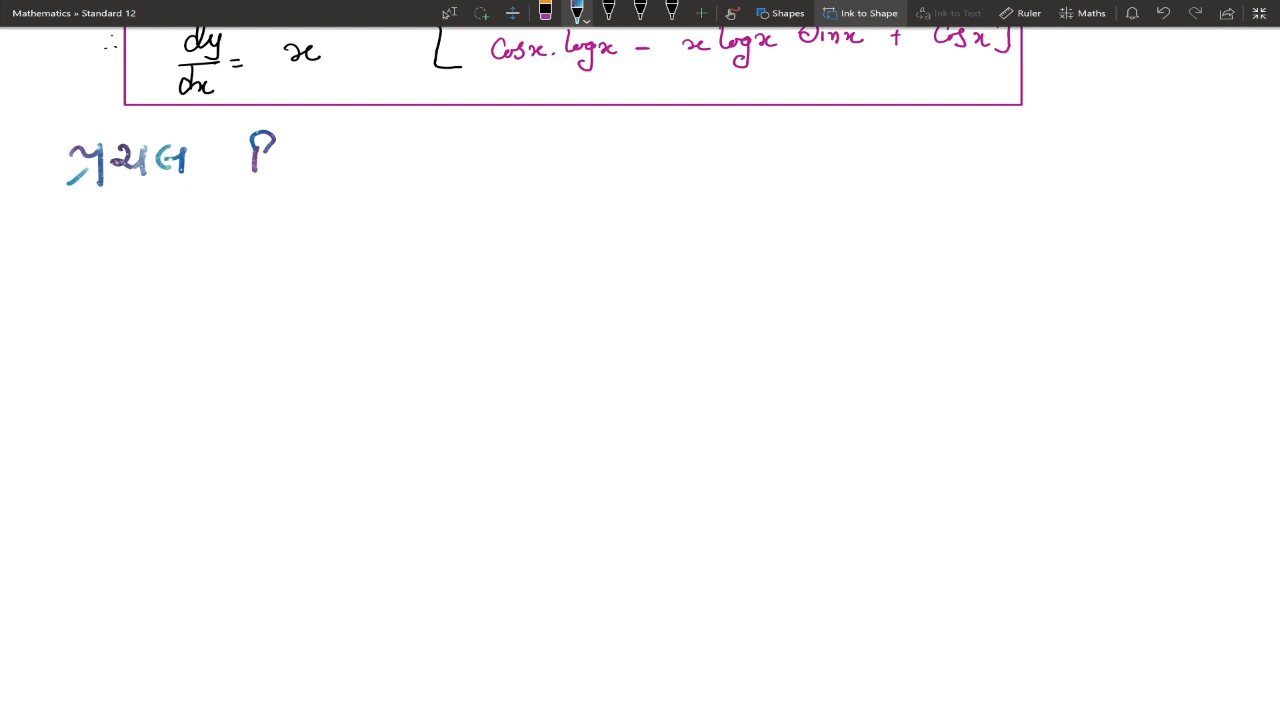 Mathematics » Standard 12
Shapes Ink to Shape Ink to Text Ruler Maths
∴ dy/dx = x [ cosx. logx − x logx sinx + cosx ]
પ્રચલ